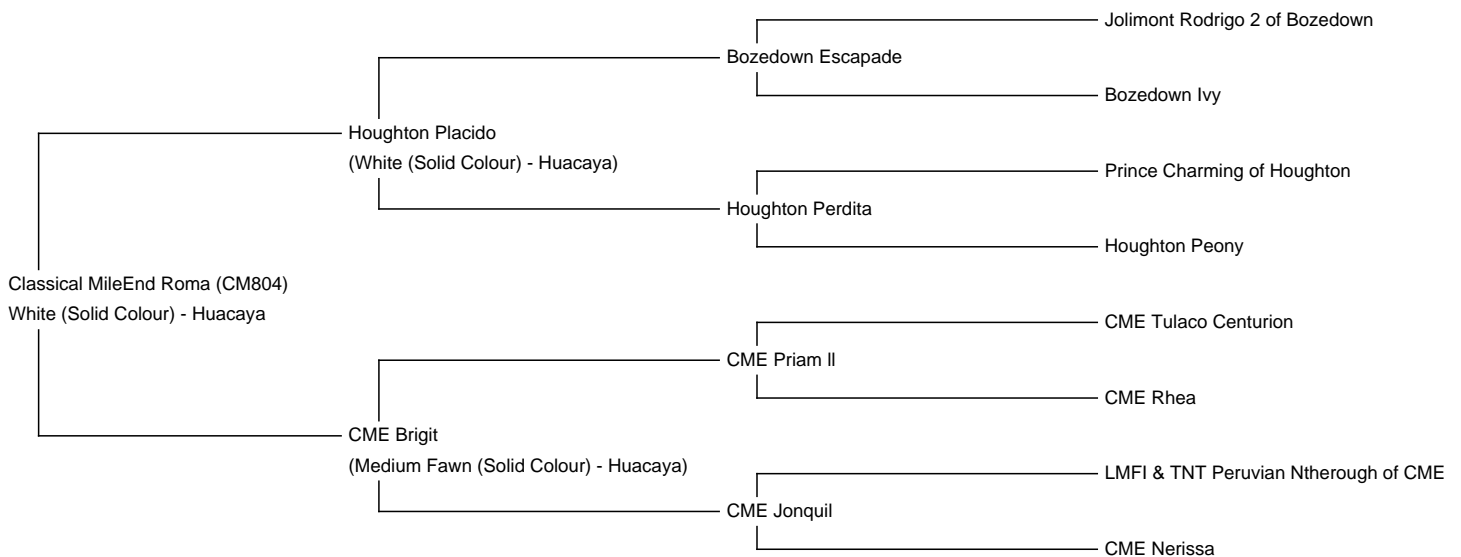 Jolimont Rodrigo 2 of Bozedown
Bozedown Escapade
Bozedown Ivy
Houghton Placido
(White (Solid Colour) - Huacaya)
Prince Charming of Houghton
Houghton Perdita
Houghton Peony
Classical MileEnd Roma (CM804)
White (Solid Colour) - Huacaya
CME Tulaco Centurion
CME Priam ll
CME Rhea
CME Brigit
(Medium Fawn (Solid Colour) - Huacaya)
LMFI & TNT Peruvian Ntherough of CME
CME Jonquil
CME Nerissa